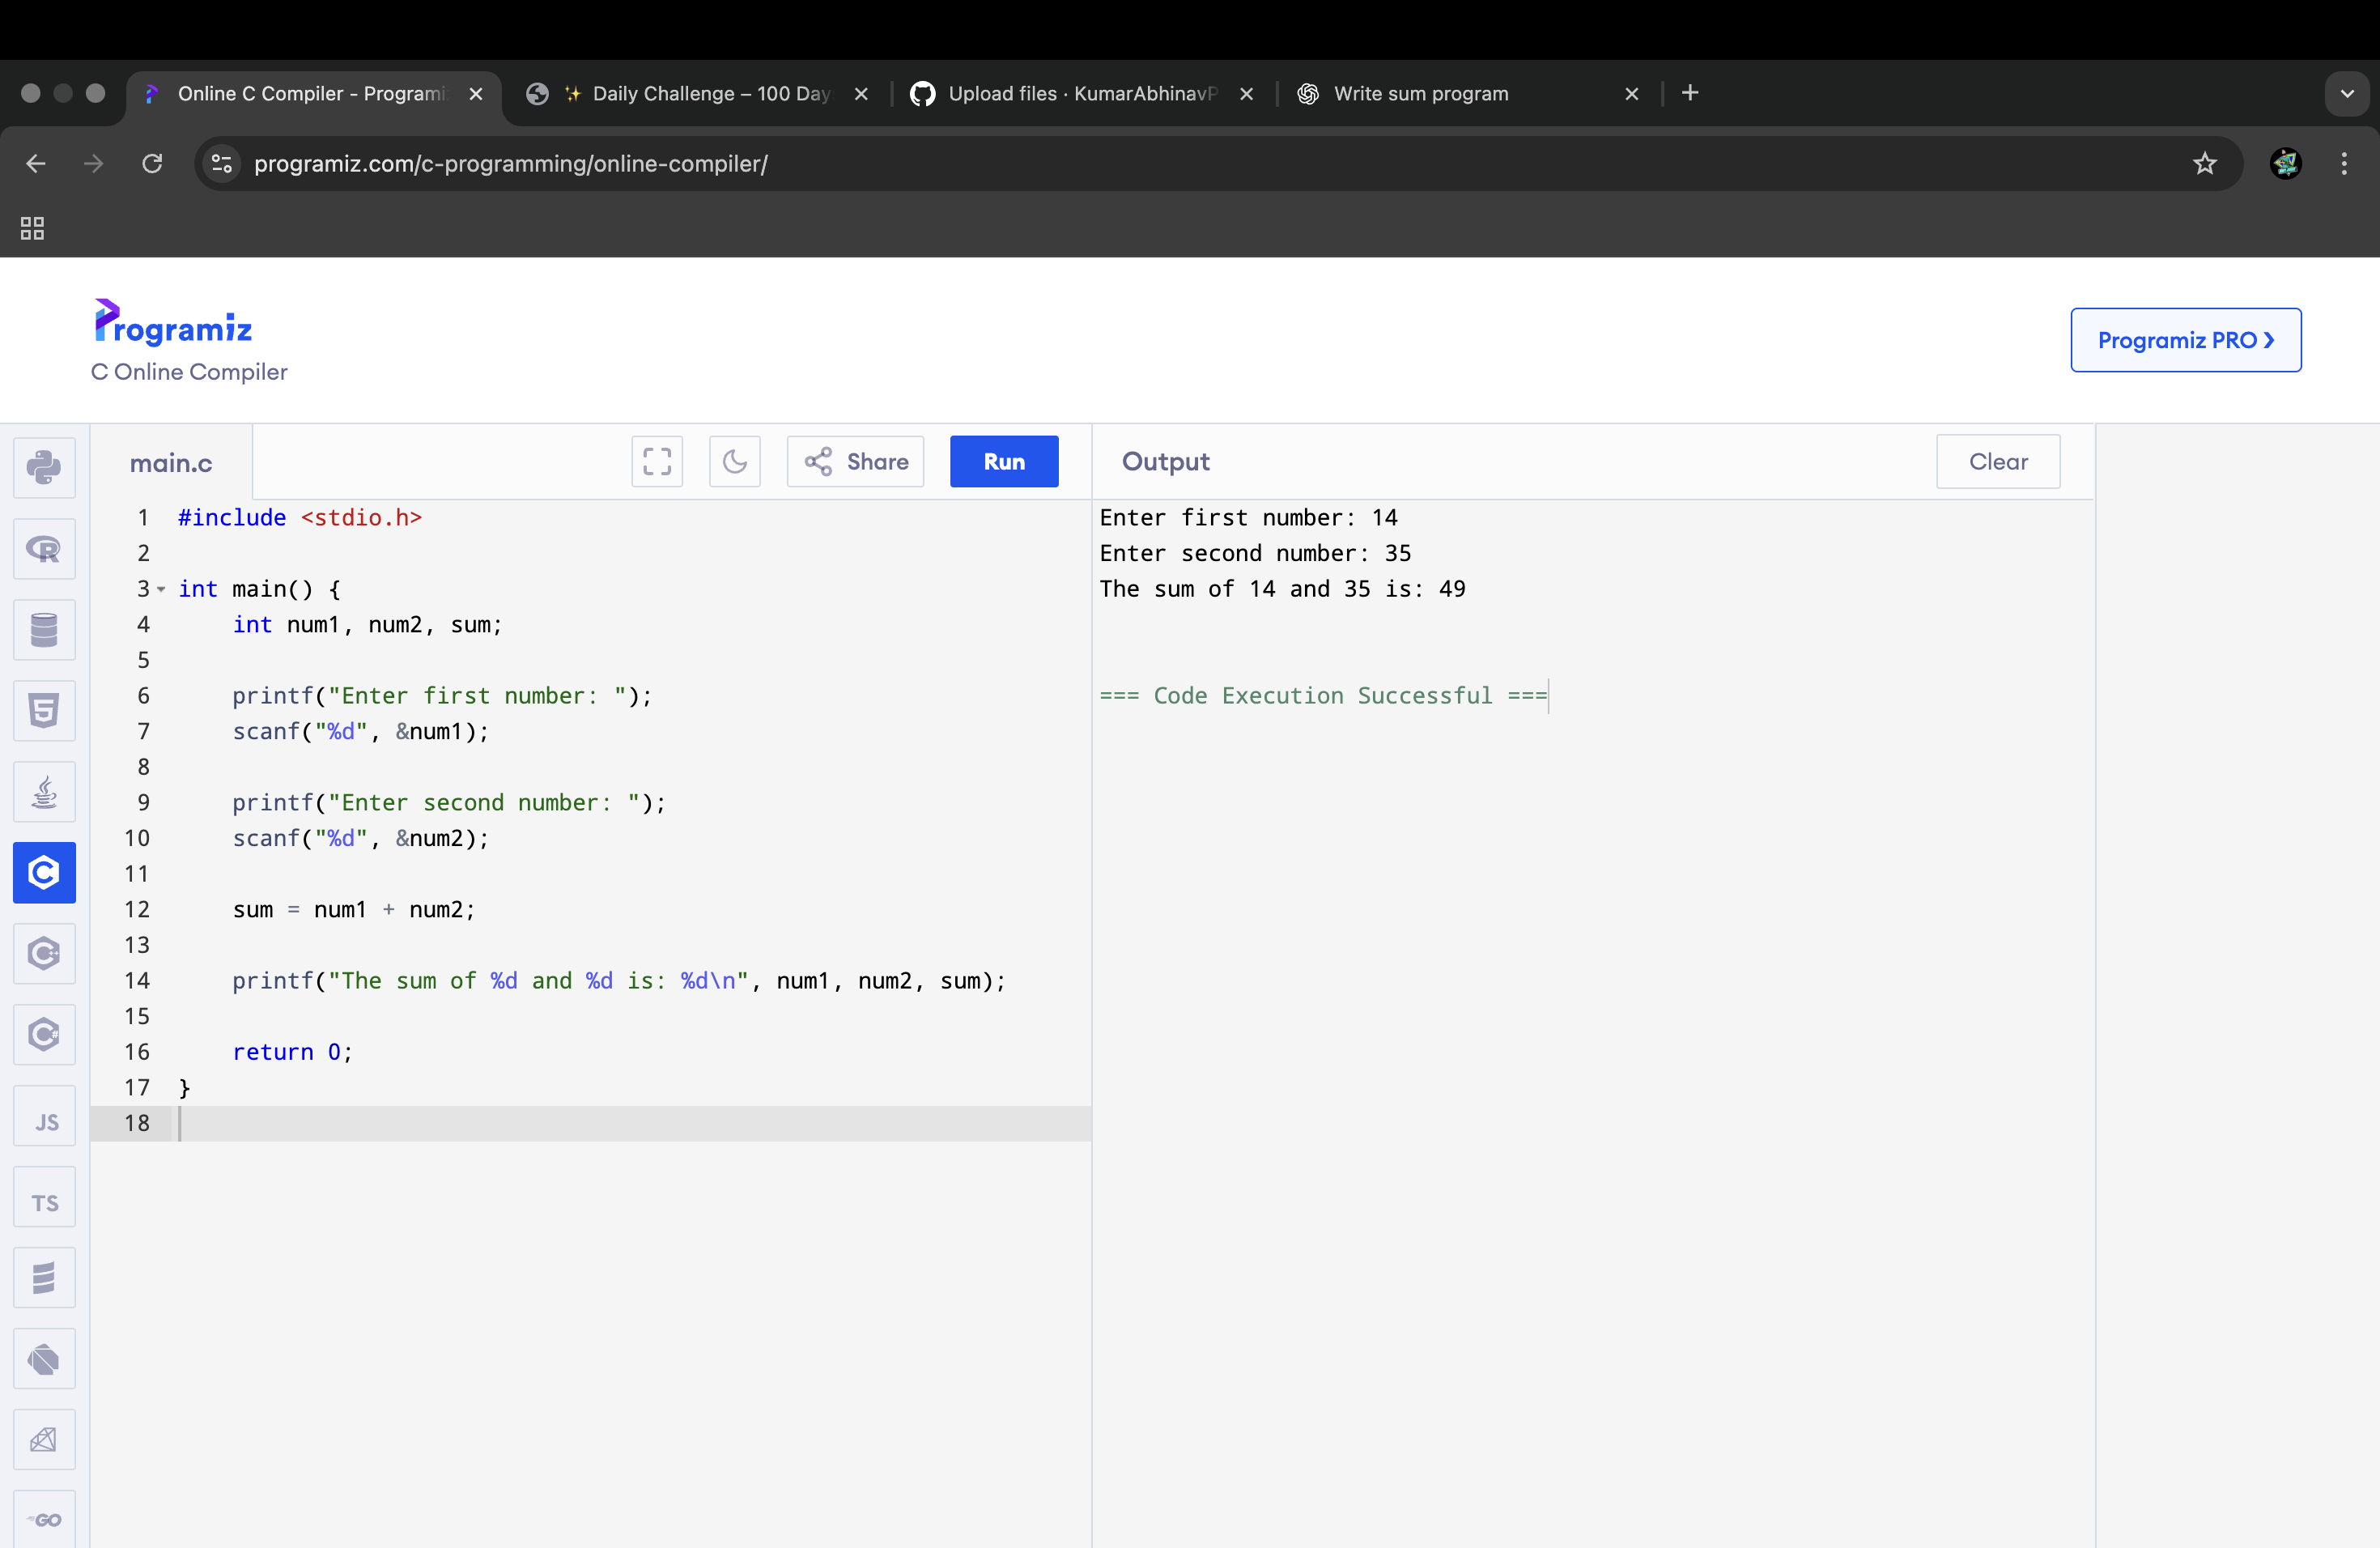 Online C Compiler - Programi
✨ Daily Challenge – 100 Day
Upload files · KumarAbhinavP
Write sum program
programiz.com/c-programming/online-compiler/
Programiz
C Online Compiler
Programiz PRO ❯
main.c
Share
Run
Output
Clear
1 #include <stdio.h>
2
3 int main() {
4 int num1, num2, sum;
5
6 printf("Enter first number: ");
7 scanf("%d", &num1);
8
9 printf("Enter second number: ");
10 scanf("%d", &num2);
11
12 sum = num1 + num2;
13
14 printf("The sum of %d and %d is: %d\n", num1, num2, sum);
15
16 return 0;
17 }
18
Enter first number: 14
Enter second number: 35
The sum of 14 and 35 is: 49
=== Code Execution Successful ===
R
5
C
C++
C#
JS
TS
GO